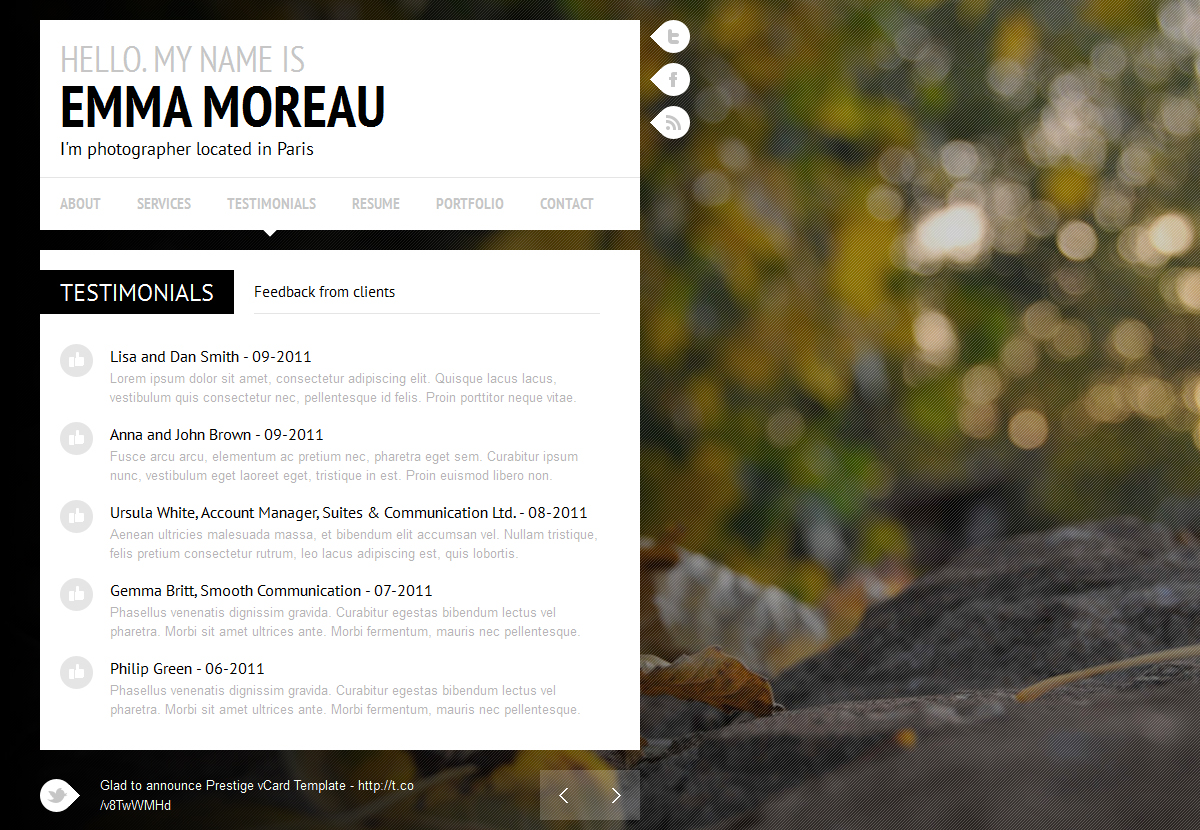 HELLO. MY NAME IS
EMMA MOREAU
I'm photographer located in Paris
ABOUT SERVICES TESTIMONIALS RESUME PORTFOLIO CONTACT
TESTIMONIALS
Feedback from clients
Lisa and Dan Smith - 09-2011
Lorem ipsum dolor sit amet, consectetur adipiscing elit. Quisque lacus lacus,
vestibulum quis consectetur nec, pellentesque id felis. Proin porttitor neque vitae.
Anna and John Brown - 09-2011
Fusce arcu arcu, elementum ac pretium nec, pharetra eget sem. Curabitur ipsum
nunc, vestibulum eget laoreet eget, tristique in est. Proin euismod libero non.
Ursula White, Account Manager, Suites & Communication Ltd. - 08-2011
Aenean ultricies malesuada massa, et bibendum elit accumsan vel. Nullam tristique,
felis pretium consectetur rutrum, leo lacus adipiscing est, quis lobortis.
Gemma Britt, Smooth Communication - 07-2011
Phasellus venenatis dignissim gravida. Curabitur egestas bibendum lectus vel
pharetra. Morbi sit amet ultrices ante. Morbi fermentum, mauris nec pellentesque.
Philip Green - 06-2011
Phasellus venenatis dignissim gravida. Curabitur egestas bibendum lectus vel
pharetra. Morbi sit amet ultrices ante. Morbi fermentum, mauris nec pellentesque.
Glad to announce Prestige vCard Template - http://t.co
/v8TwWMHd